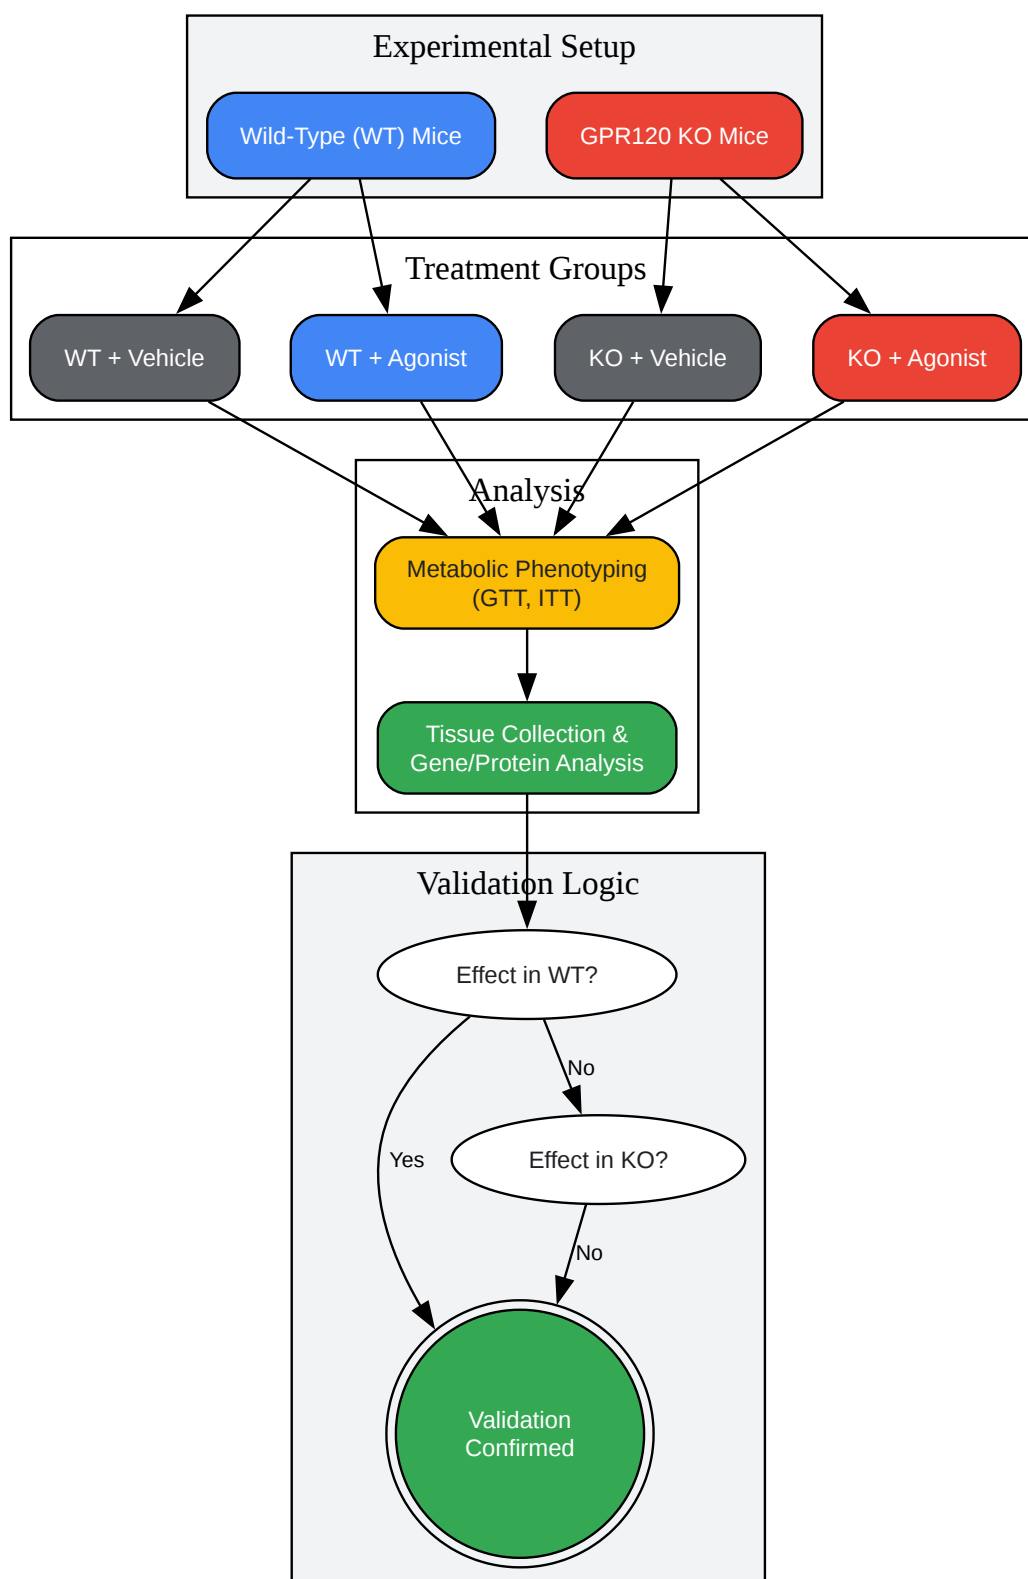 Experimental Setup
Wild-Type (WT) Mice
GPR120 KO Mice
Treatment Groups
WT + Vehicle
WT + Agonist
KO + Vehicle
KO + Agonist
Analysis
Metabolic Phenotyping
(GTT, ITT)
Tissue Collection &
Gene/Protein Analysis
Validation Logic
Effect in WT?
No
Yes
Effect in KO?
No
Validation
Confirmed